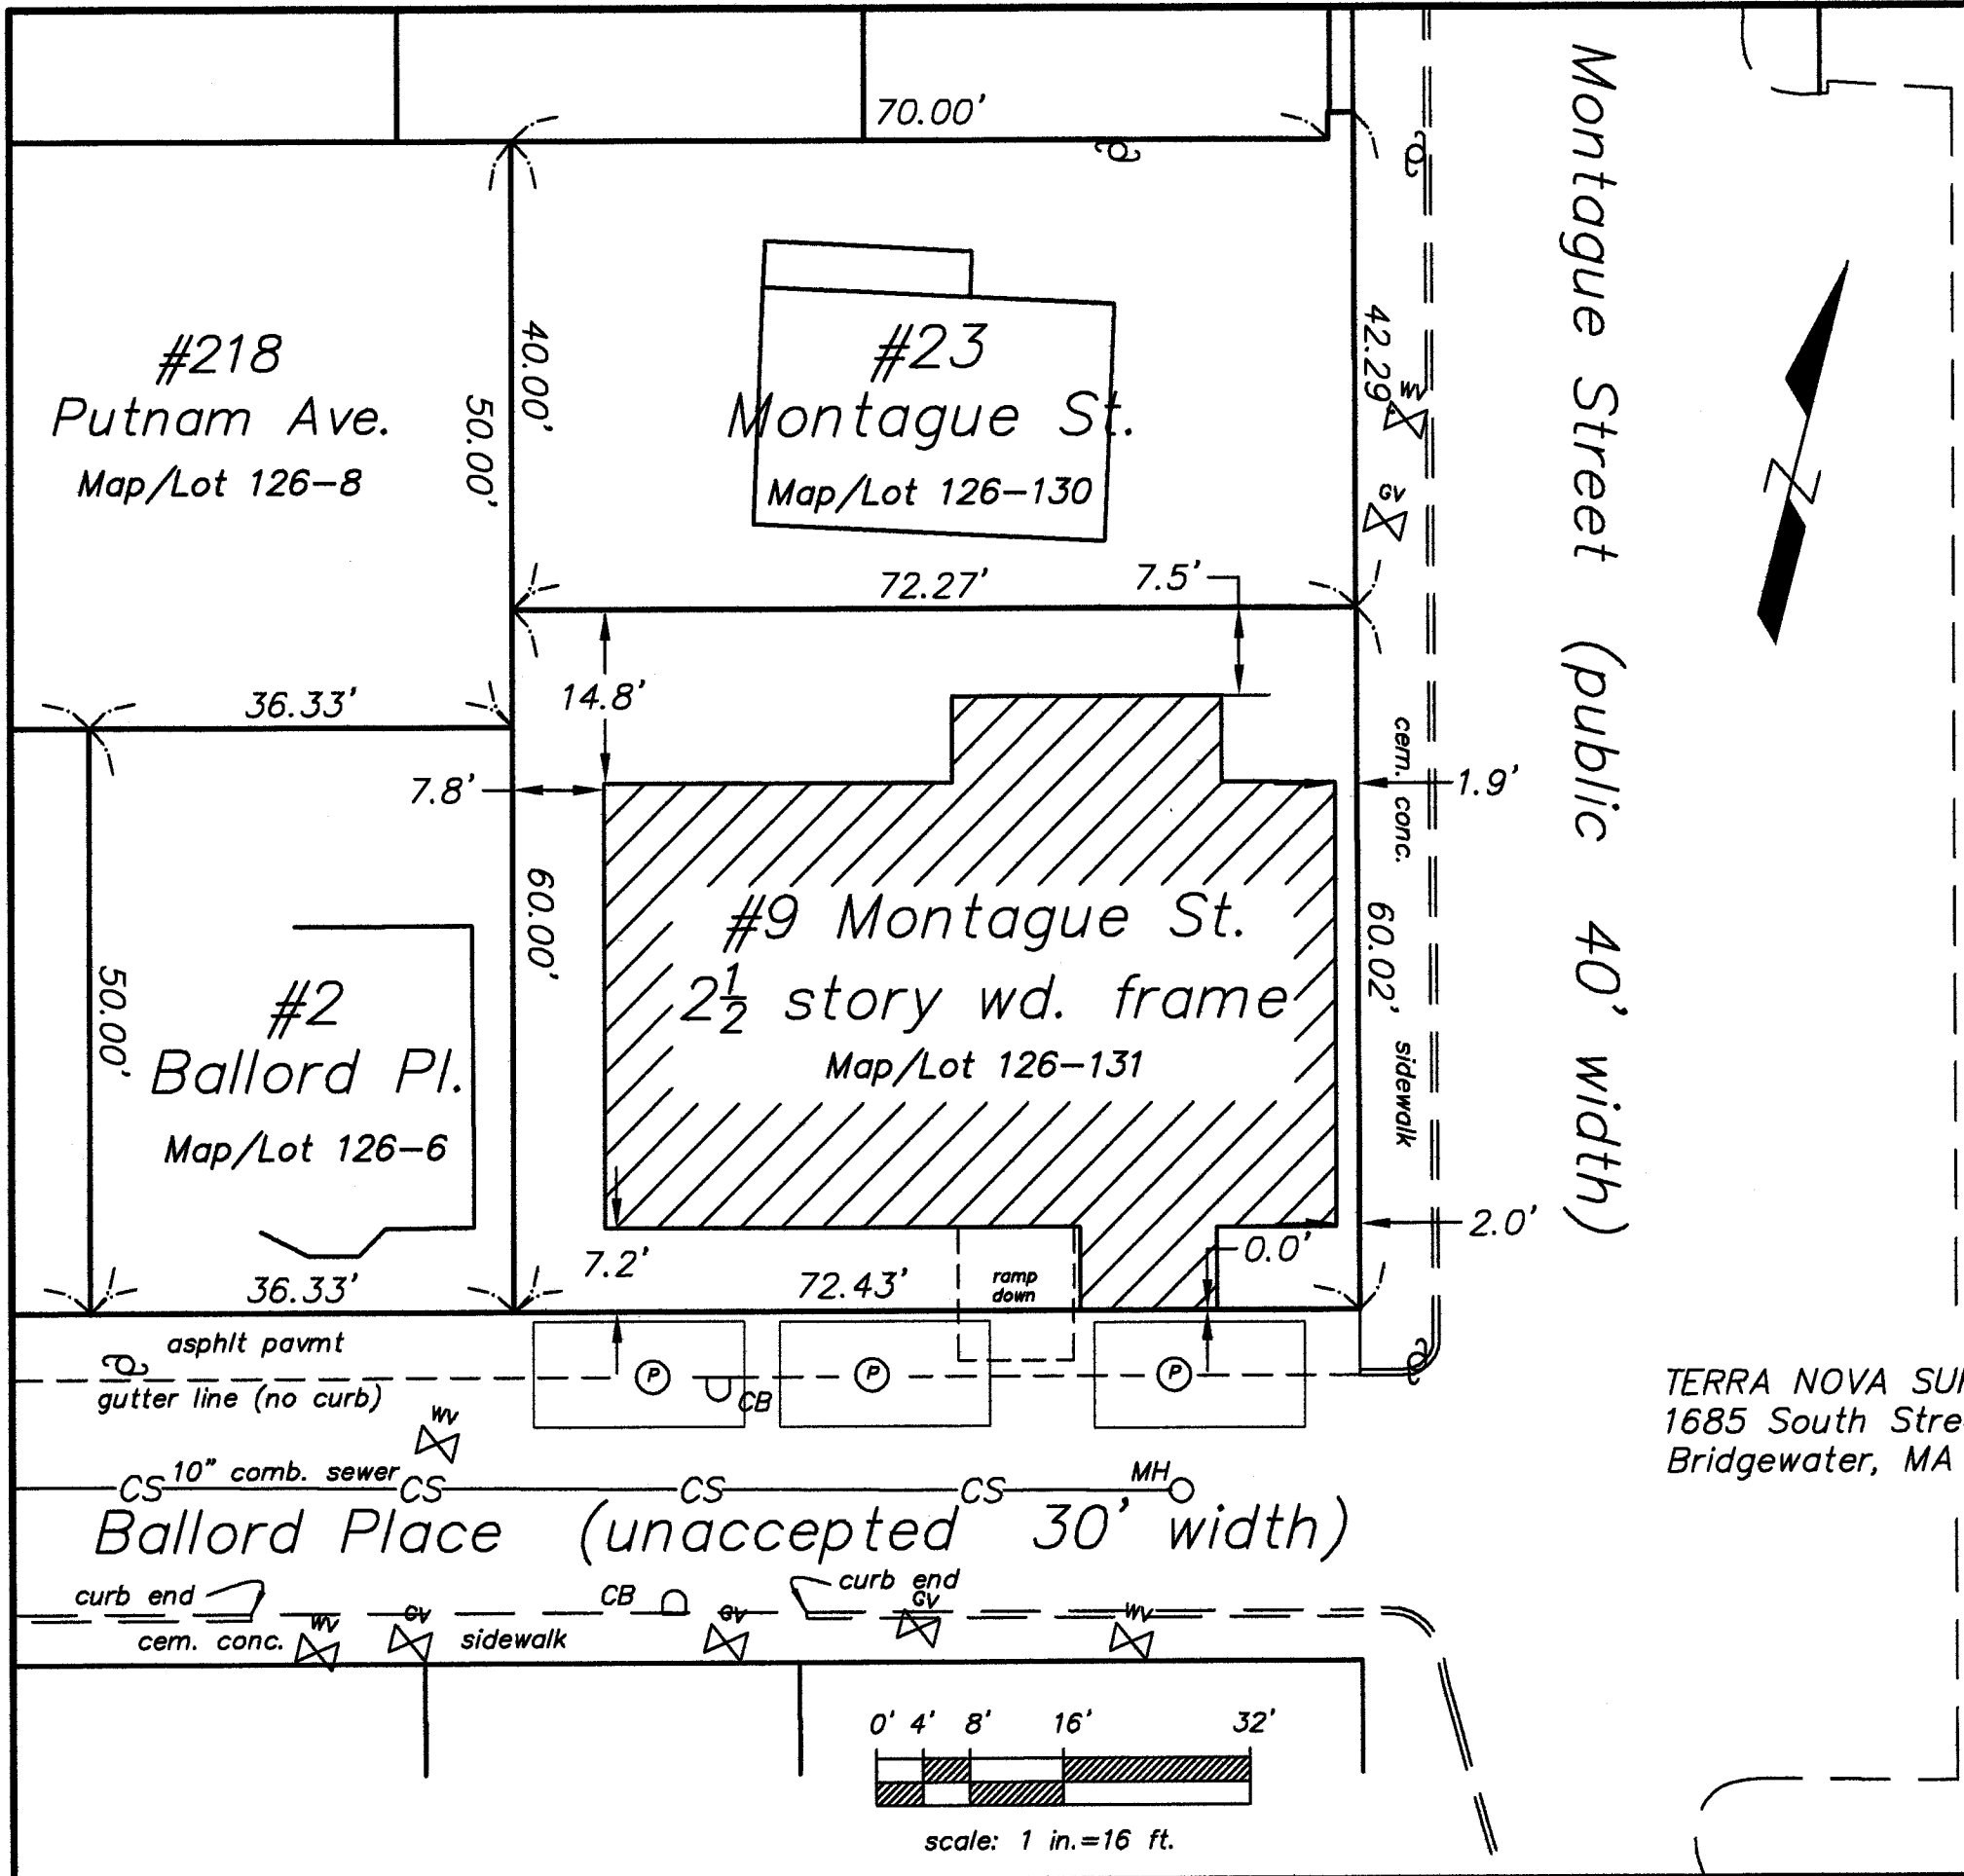 70.00'
Montague Street (public 40' width)
#218
Putnam Ave.
Map/Lot 126-8
40.00'
50.00'
#23
Montague St.
Map/Lot 126-130
42.29'
WV
GV
72.27'
7.5'
36.33'
14.8'
7.8'
1.9'
cem. conc. sidewalk
60.00'
60.02'
#9 Montague St.
2½ story wd. frame
Map/Lot 126-131
50.00'
#2
Ballord Pl.
Map/Lot 126-6
7.2'
36.33'
72.43'
ramp
down
0.0'
2.0'
asphlt pavmt
gutter line (no curb)
P
P
P
CB
WV
TERRA NOVA
1685 South
Bridgewater, MA
CS 10" comb. sewer CS CS CS MH
Ballord Place (unaccepted 30' width)
curb end
CB
curb end
WV
GV
GV
GV
WV
cem. conc.
sidewalk
0' 4' 8' 16' 32'
scale: 1 in.=16 ft.